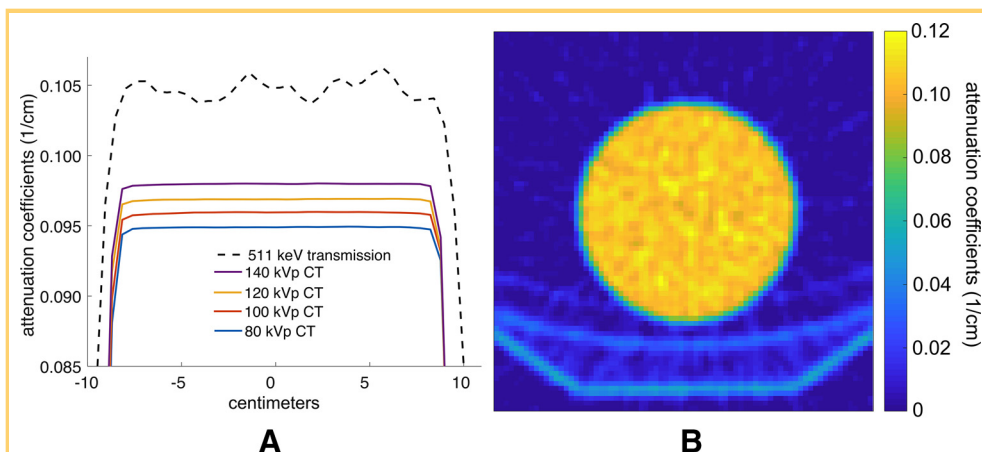 attenuation coefficients (1/cm)
0.105
0.100
0.095
0.090
0.085
-10
-5
0
5
10
centimeters
511 keV transmission
140 kVp CT
120 kVp CT
100 kVp CT
80 kVp CT
A
0.12
0.10
0.08
0.06
0.04
0.02
0
attenuation coefficients (1/cm)
B